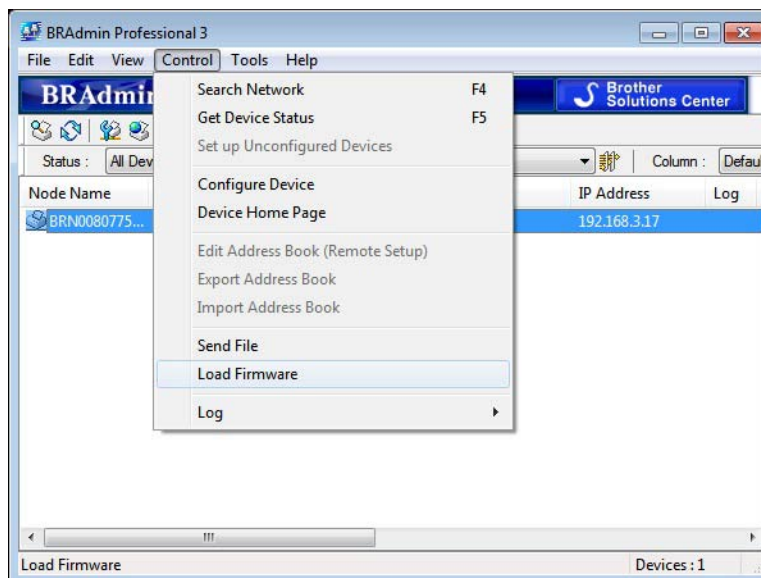 BRAdmin Professional 3
File Edit View Control Tools Help
BRAdmi
Brother
Solutions Center
Search Network F4
Get Device Status F5
Set up Unconfigured Devices
Configure Device
Device Home Page
Edit Address Book (Remote Setup)
Export Address Book
Import Address Book
Send File
Load Firmware
Log
Status : All Dev
Column : Defau
Node Name IP Address Log
BRN0080775... 192.168.3.17
Load Firmware Devices : 1